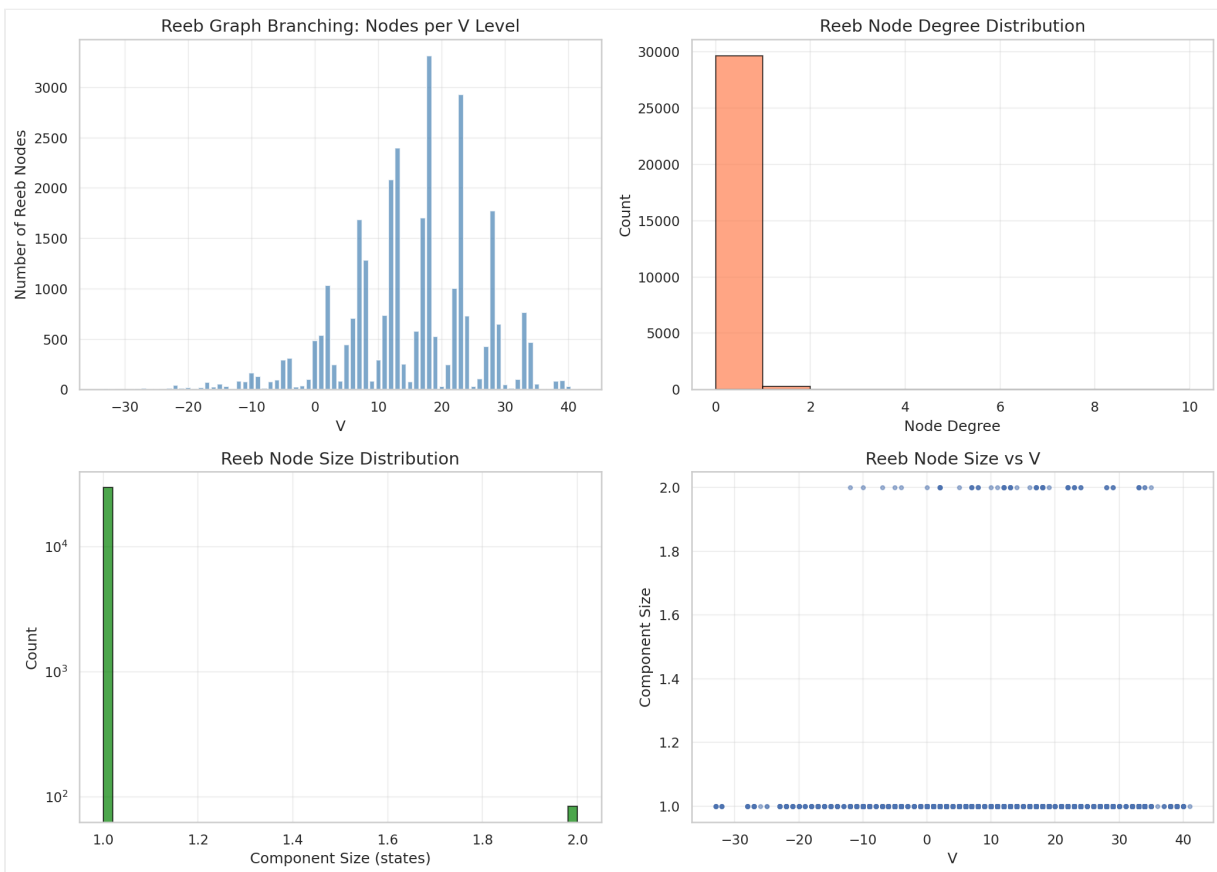 Reeb Graph Branching: Nodes per V Level
Number of Reeb Nodes
3000
2500
2000
1500
1000
500
0
−30 −20 −10 0 10 20 30 40
V
Reeb Node Degree Distribution
Count
30000
25000
20000
15000
10000
5000
0
0 2 4 6 8 10
Node Degree
Reeb Node Size Distribution
Count
10^4
10^3
10^2
1.0 1.2 1.4 1.6 1.8 2.0
Component Size (states)
Reeb Node Size vs V
Component Size
2.0
1.8
1.6
1.4
1.2
1.0
−30 −20 −10 0 10 20 30 40
V